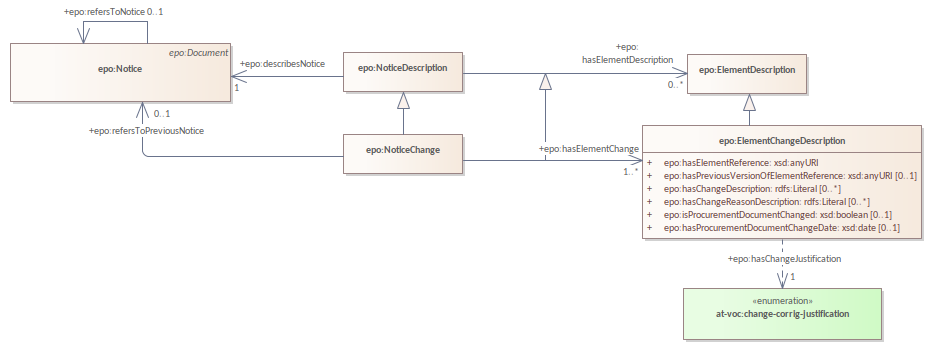 +epo:refersToNotice 0..1
epo:Document
epo:Notice
+epo:describesNotice
1
epo:NoticeDescription
+epo:
hasElementDescription
0..*
epo:ElementDescription
0..1
+epo:refersToPreviousNotice
epo:NoticeChange
+epo:hasElementChange
1..*
epo:ElementChangeDescription
+ epo:hasElementReference: xsd:anyURI
+ epo:hasPreviousVersionOfElementReference: xsd:anyURI [0..1]
+ epo:hasChangeDescription: rdfs:Literal [0..*]
+ epo:hasChangeReasonDescription: rdfs:Literal [0..*]
+ epo:isProcurementDocumentChanged: xsd:boolean [0..1]
+ epo:hasProcurementDocumentChangeDate: xsd:date [0..1]
+epo:hasChangeJustification
1
«enumeration»
at-voc:change-corrig-justification